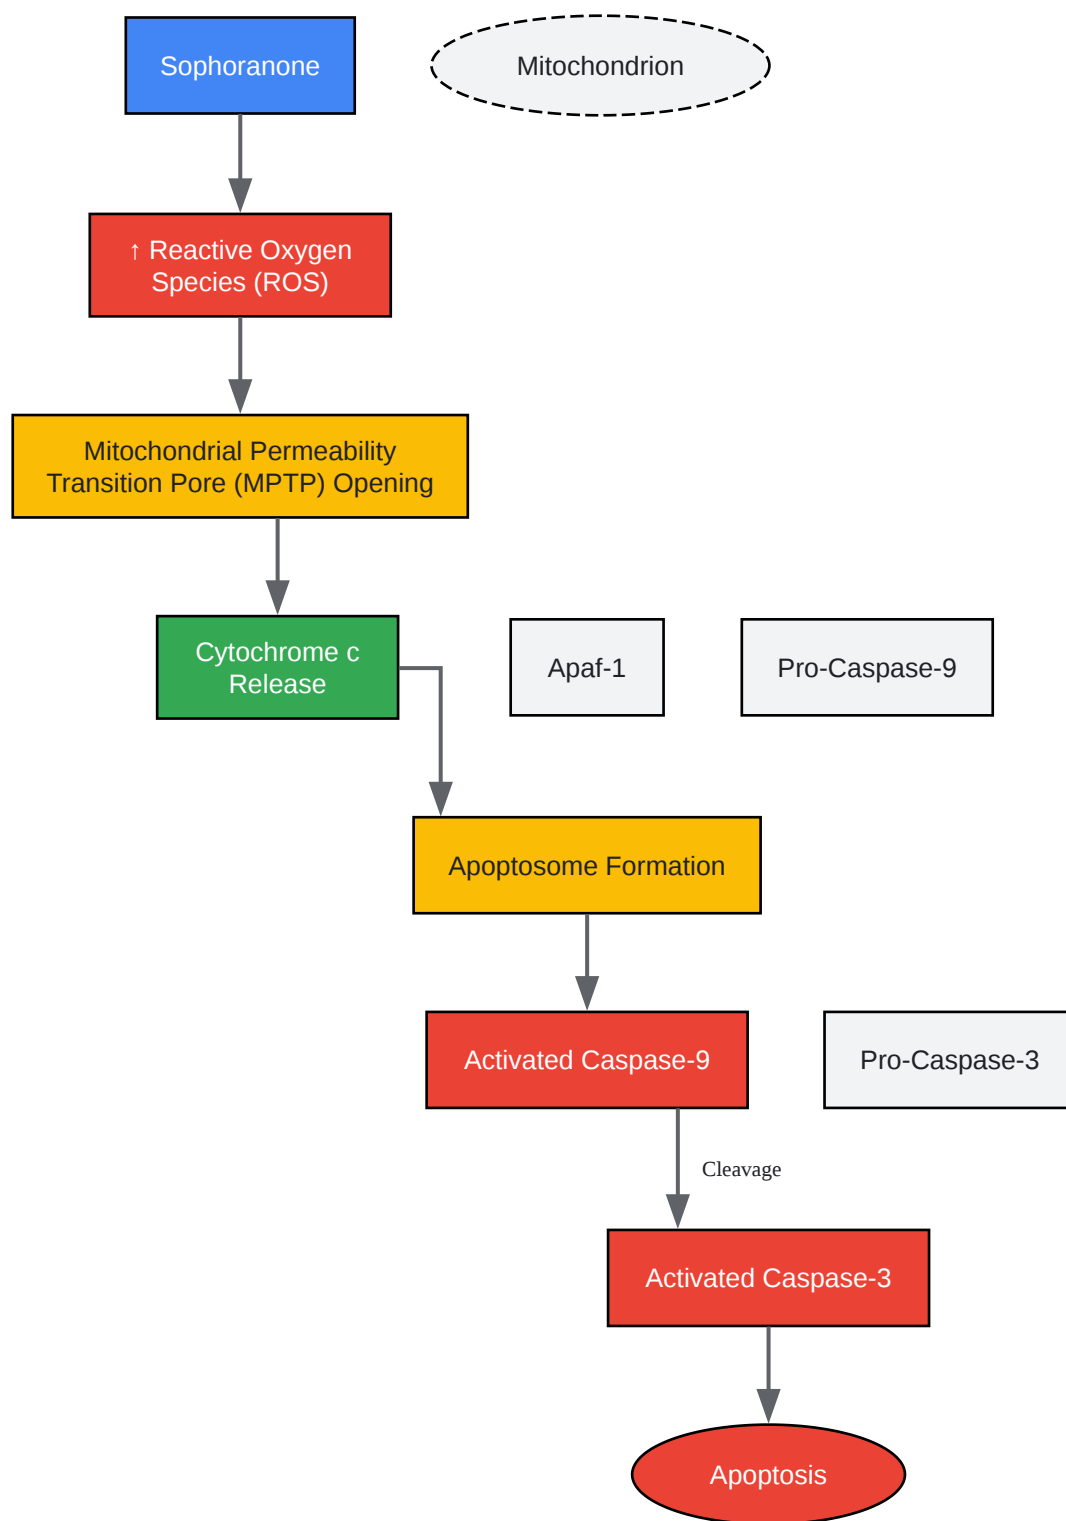 Sophoranone
Mitochondrion
↑ Reactive Oxygen
Species (ROS)
Mitochondrial Permeability
Transition Pore (MPTP) Opening
Cytochrome c
Release
Apaf-1
Pro-Caspase-9
Apoptosome Formation
Activated Caspase-9
Pro-Caspase-3
Cleavage
Activated Caspase-3
Apoptosis